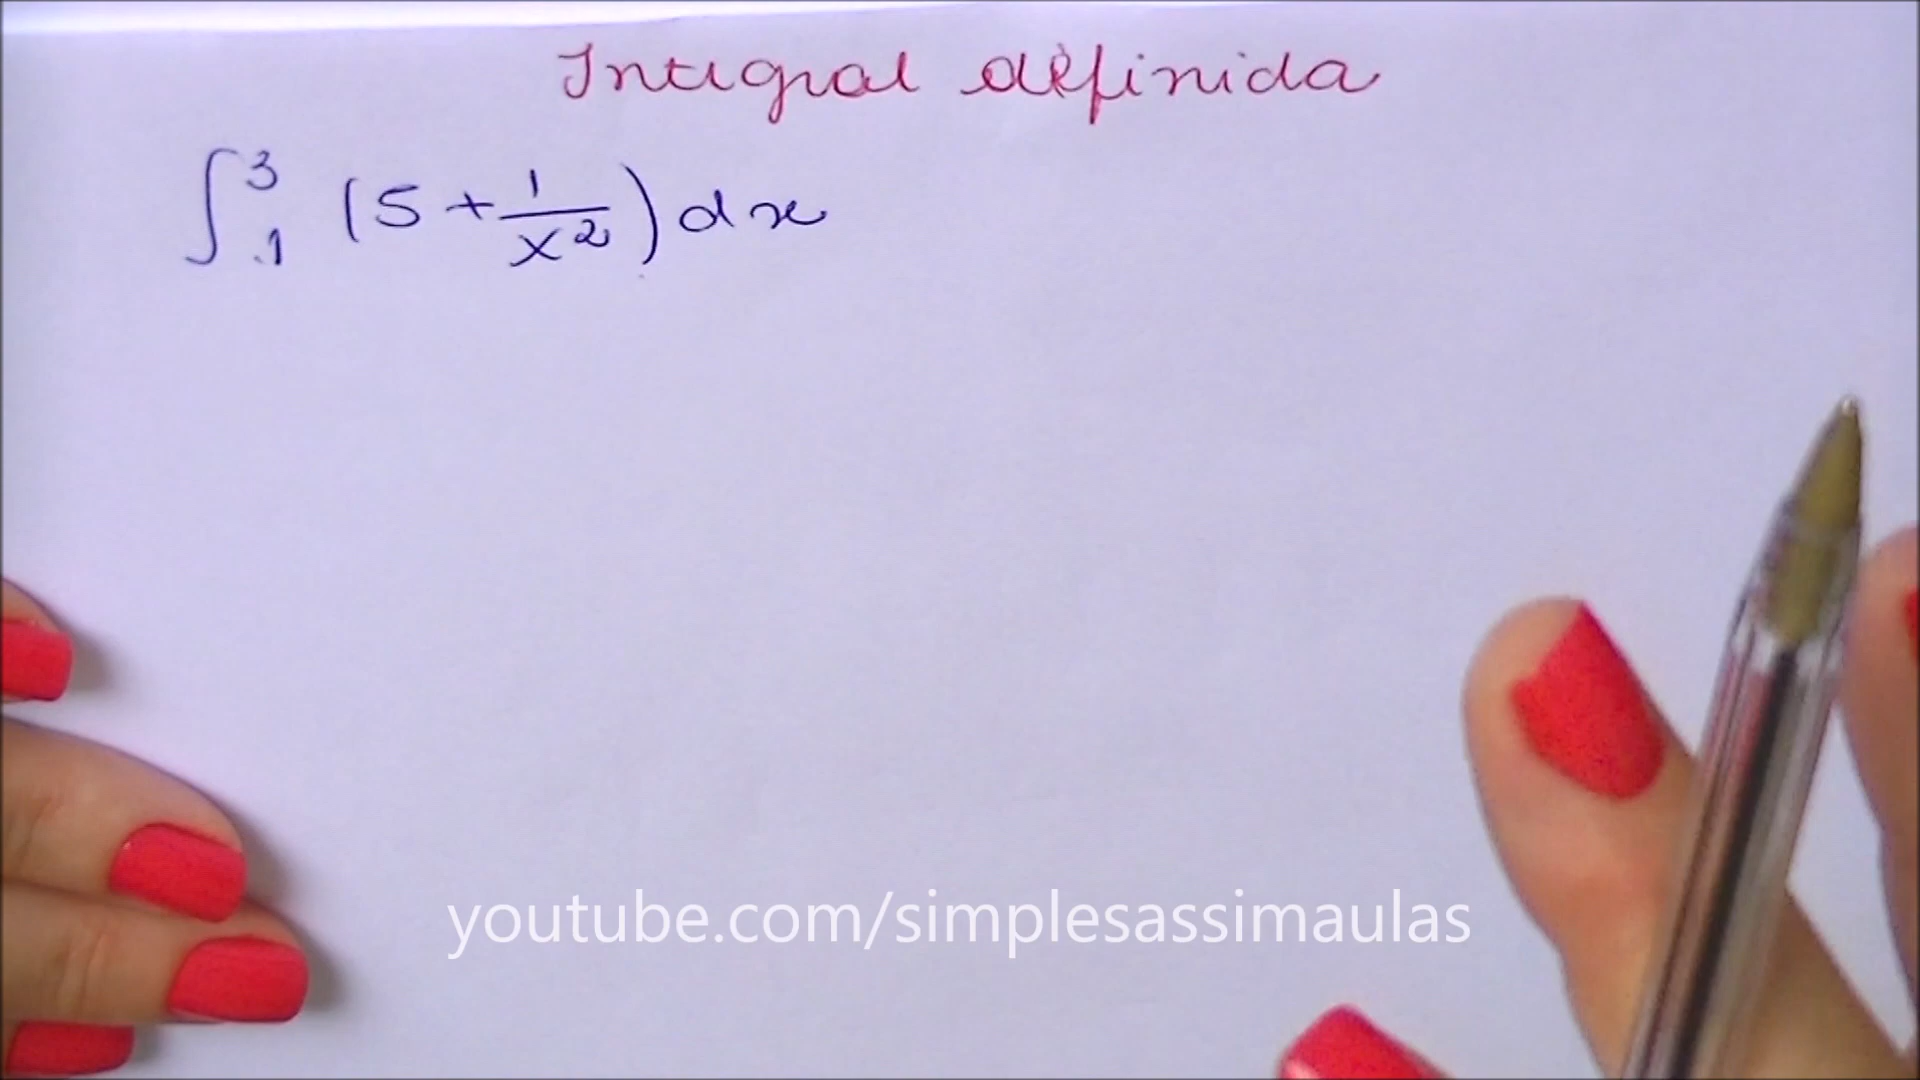 Integral definida
∫₁³ (5 + 1/x²) dx
youtube.com/simplesassimaulas